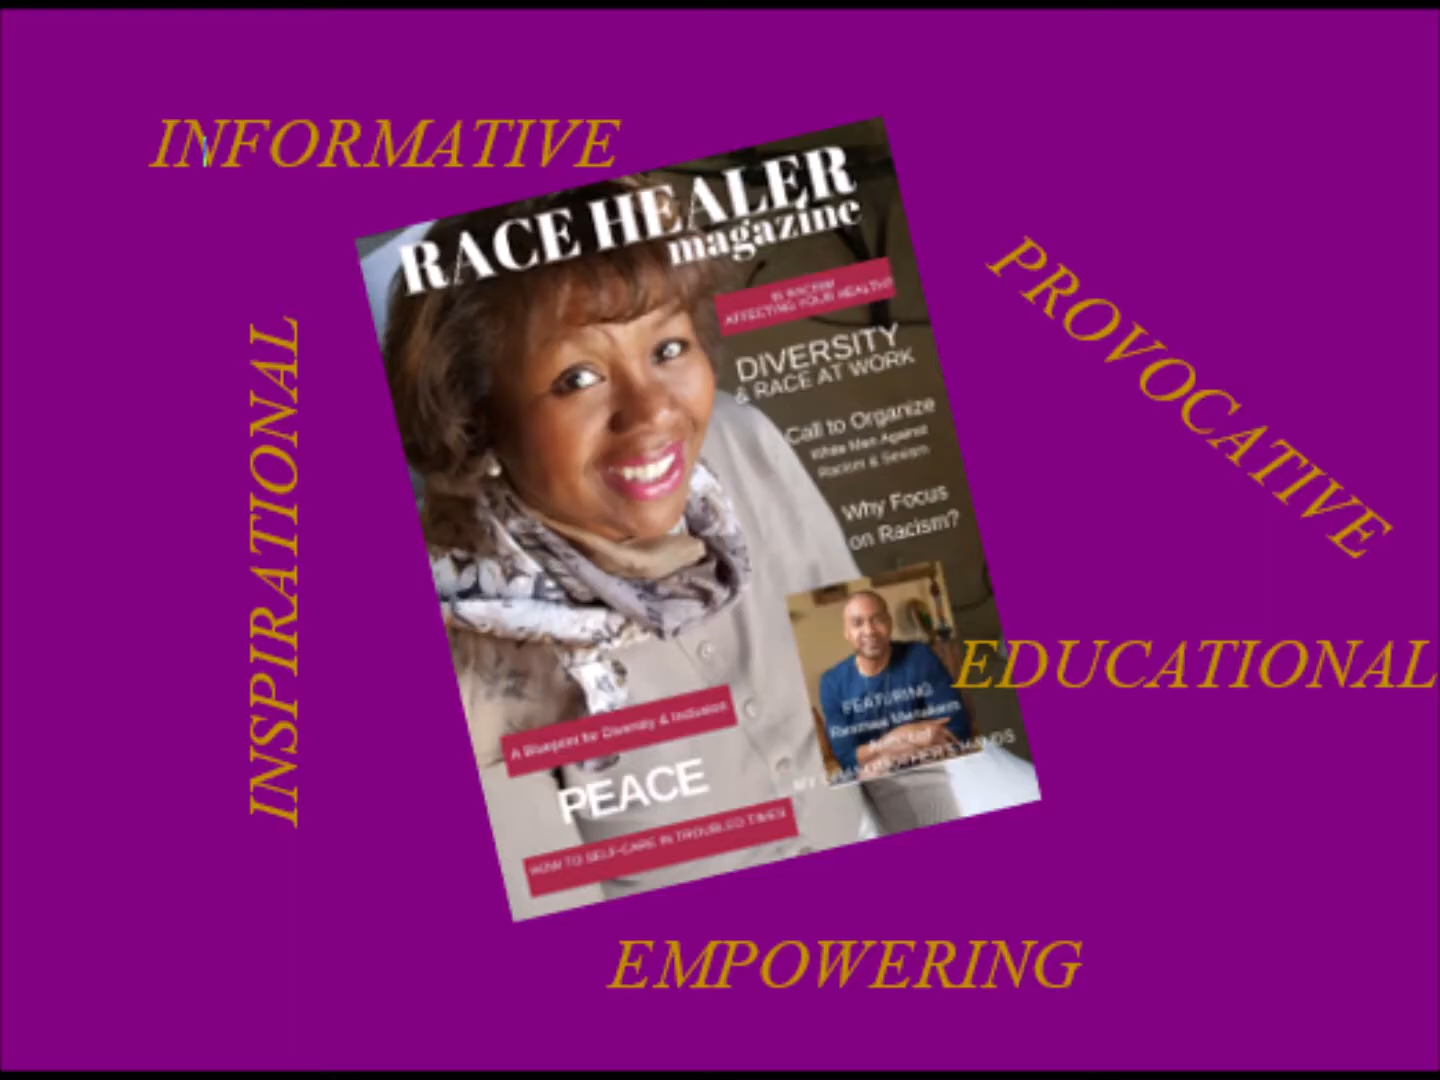 INFORMATIVE
RACE HEALER
magazine
IS RACISM
AFFECTING YOUR HEALTH?
PROVOCATIVE
DIVERSITY
& RACE AT WORK
INSPIRATIONAL
Call to Organize
White Men Against
Racism & Sexism
Why Focus
on Racism?
EDUCATIONAL
FEATURING
A Blueprint for Diversity & Inclusion
HANDS
PEACE
HOW TO SELF-CARE IN TROUBLED TIMES
EMPOWERING